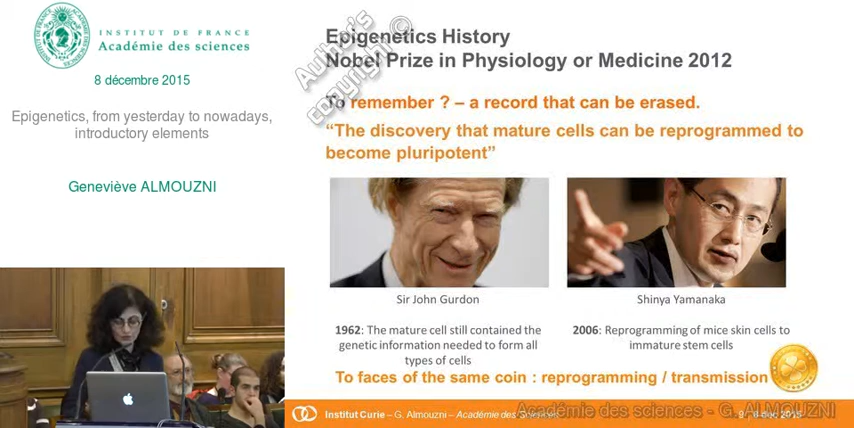 INSTITUT DE FRANCE
Académie des sciences
8 décembre 2015
Epigenetics, from yesterday to nowadays,
introductory elements
Geneviève ALMOUZNI
Author's
copyright ©
Epigenetics History
Nobel Prize in Physiology or Medicine 2012
To remember ? – a record that can be erased.
“The discovery that mature cells can be reprogrammed to
become pluripotent”
Sir John Gurdon
1962: The mature cell still contained the
genetic information needed to form all
types of cells
Shinya Yamanaka
2006: Reprogramming of mice skin cells to
immature stem cells
To faces of the same coin : reprogramming / transmission
Institut Curie – G. Almouzni – Académie des Sciences
Académie des sciences - G. ALMOUZNI